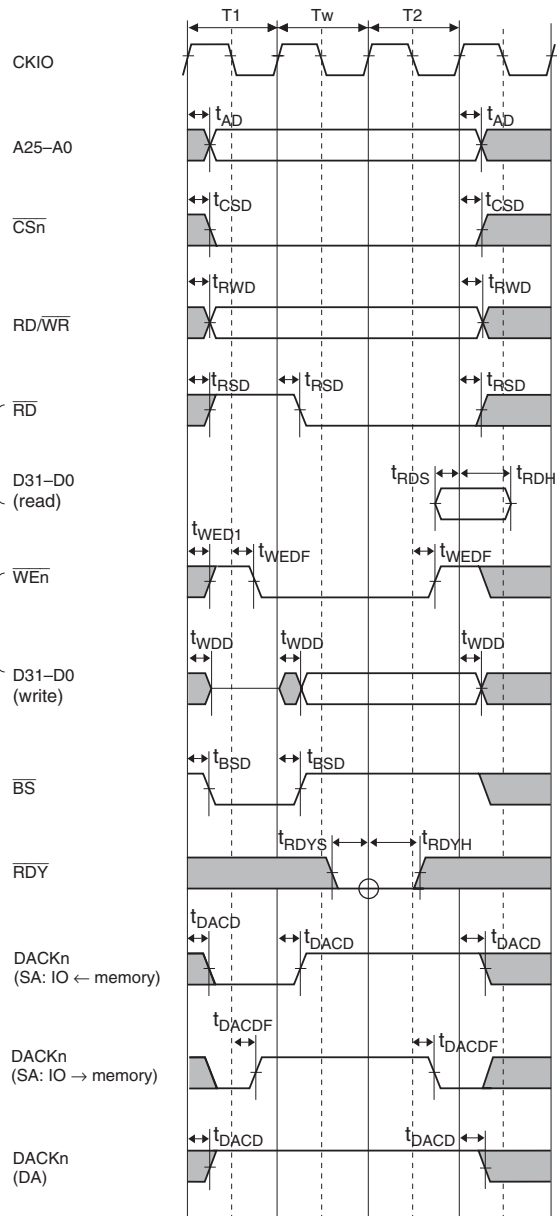 T1 Tw T2
CKIO
tAD tAD
A25–A0
tCSD tCSD
CSn
tRWD tRWD
RD/WR
tRSD tRSD tRSD
RD
D31–D0
(read)
tRDS tRDH
tWED1 tWEDF tWEDF
WEn
tWDD tWDD tWDD
D31–D0
(write)
tBSD tBSD
BS
tRDYS tRDYH
RDY
tDACD tDACD tDACD
DACKn
(SA: IO ← memory)
tDACDF tDACDF
DACKn
(SA: IO → memory)
tDACD tDACD
DACKn
(DA)